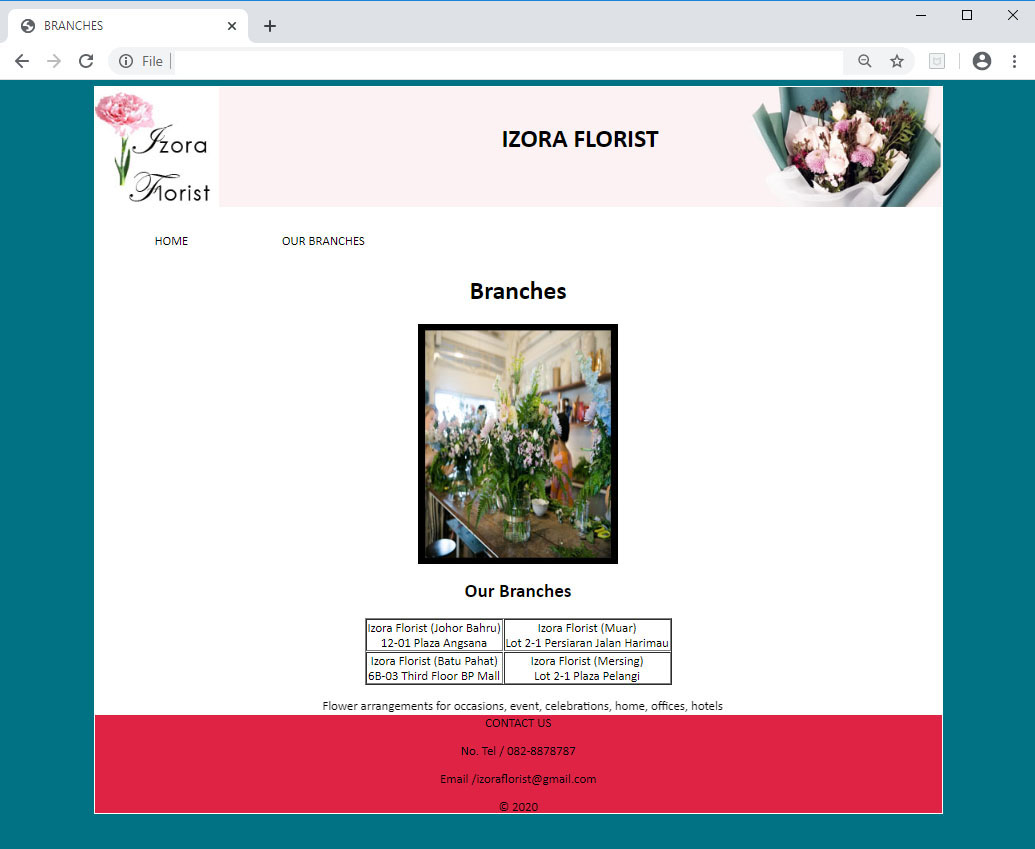 BRANCHES
File
Izora
Florist
IZORA FLORIST
HOME OUR BRANCHES
Branches
Our Branches
Izora Florist (Johor Bahru)
12-01 Plaza Angsana
Izora Florist (Muar)
Lot 2-1 Persiaran Jalan Harimau
Izora Florist (Batu Pahat)
6B-03 Third Floor BP Mall
Izora Florist (Mersing)
Lot 2-1 Plaza Pelangi
Flower arrangements for occasions, event, celebrations, home, offices, hotels
CONTACT US
No. Tel / 082-8878787
Email /izoraflorist@gmail.com
© 2020